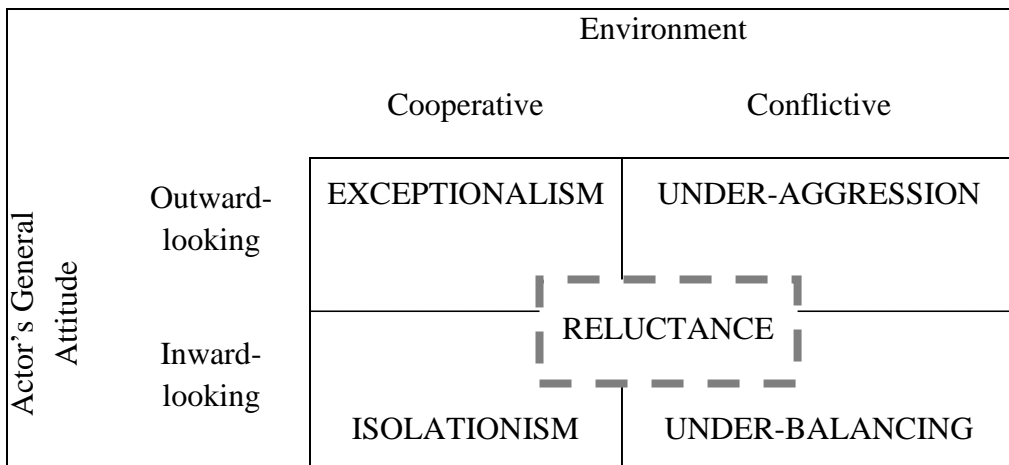 Environment
Cooperative Conflictive
Actor’s General
Attitude
Outward-
looking
EXCEPTIONALISM UNDER-AGGRESSION
RELUCTANCE
Inward-
looking
ISOLATIONISM UNDER-BALANCING